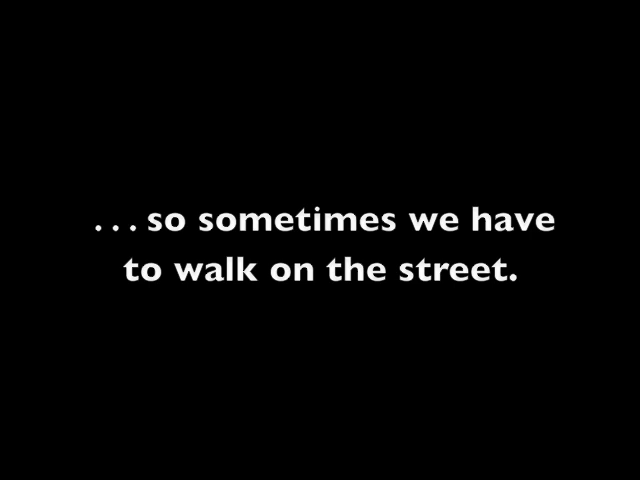 . . . so sometimes we have
to walk on the street.